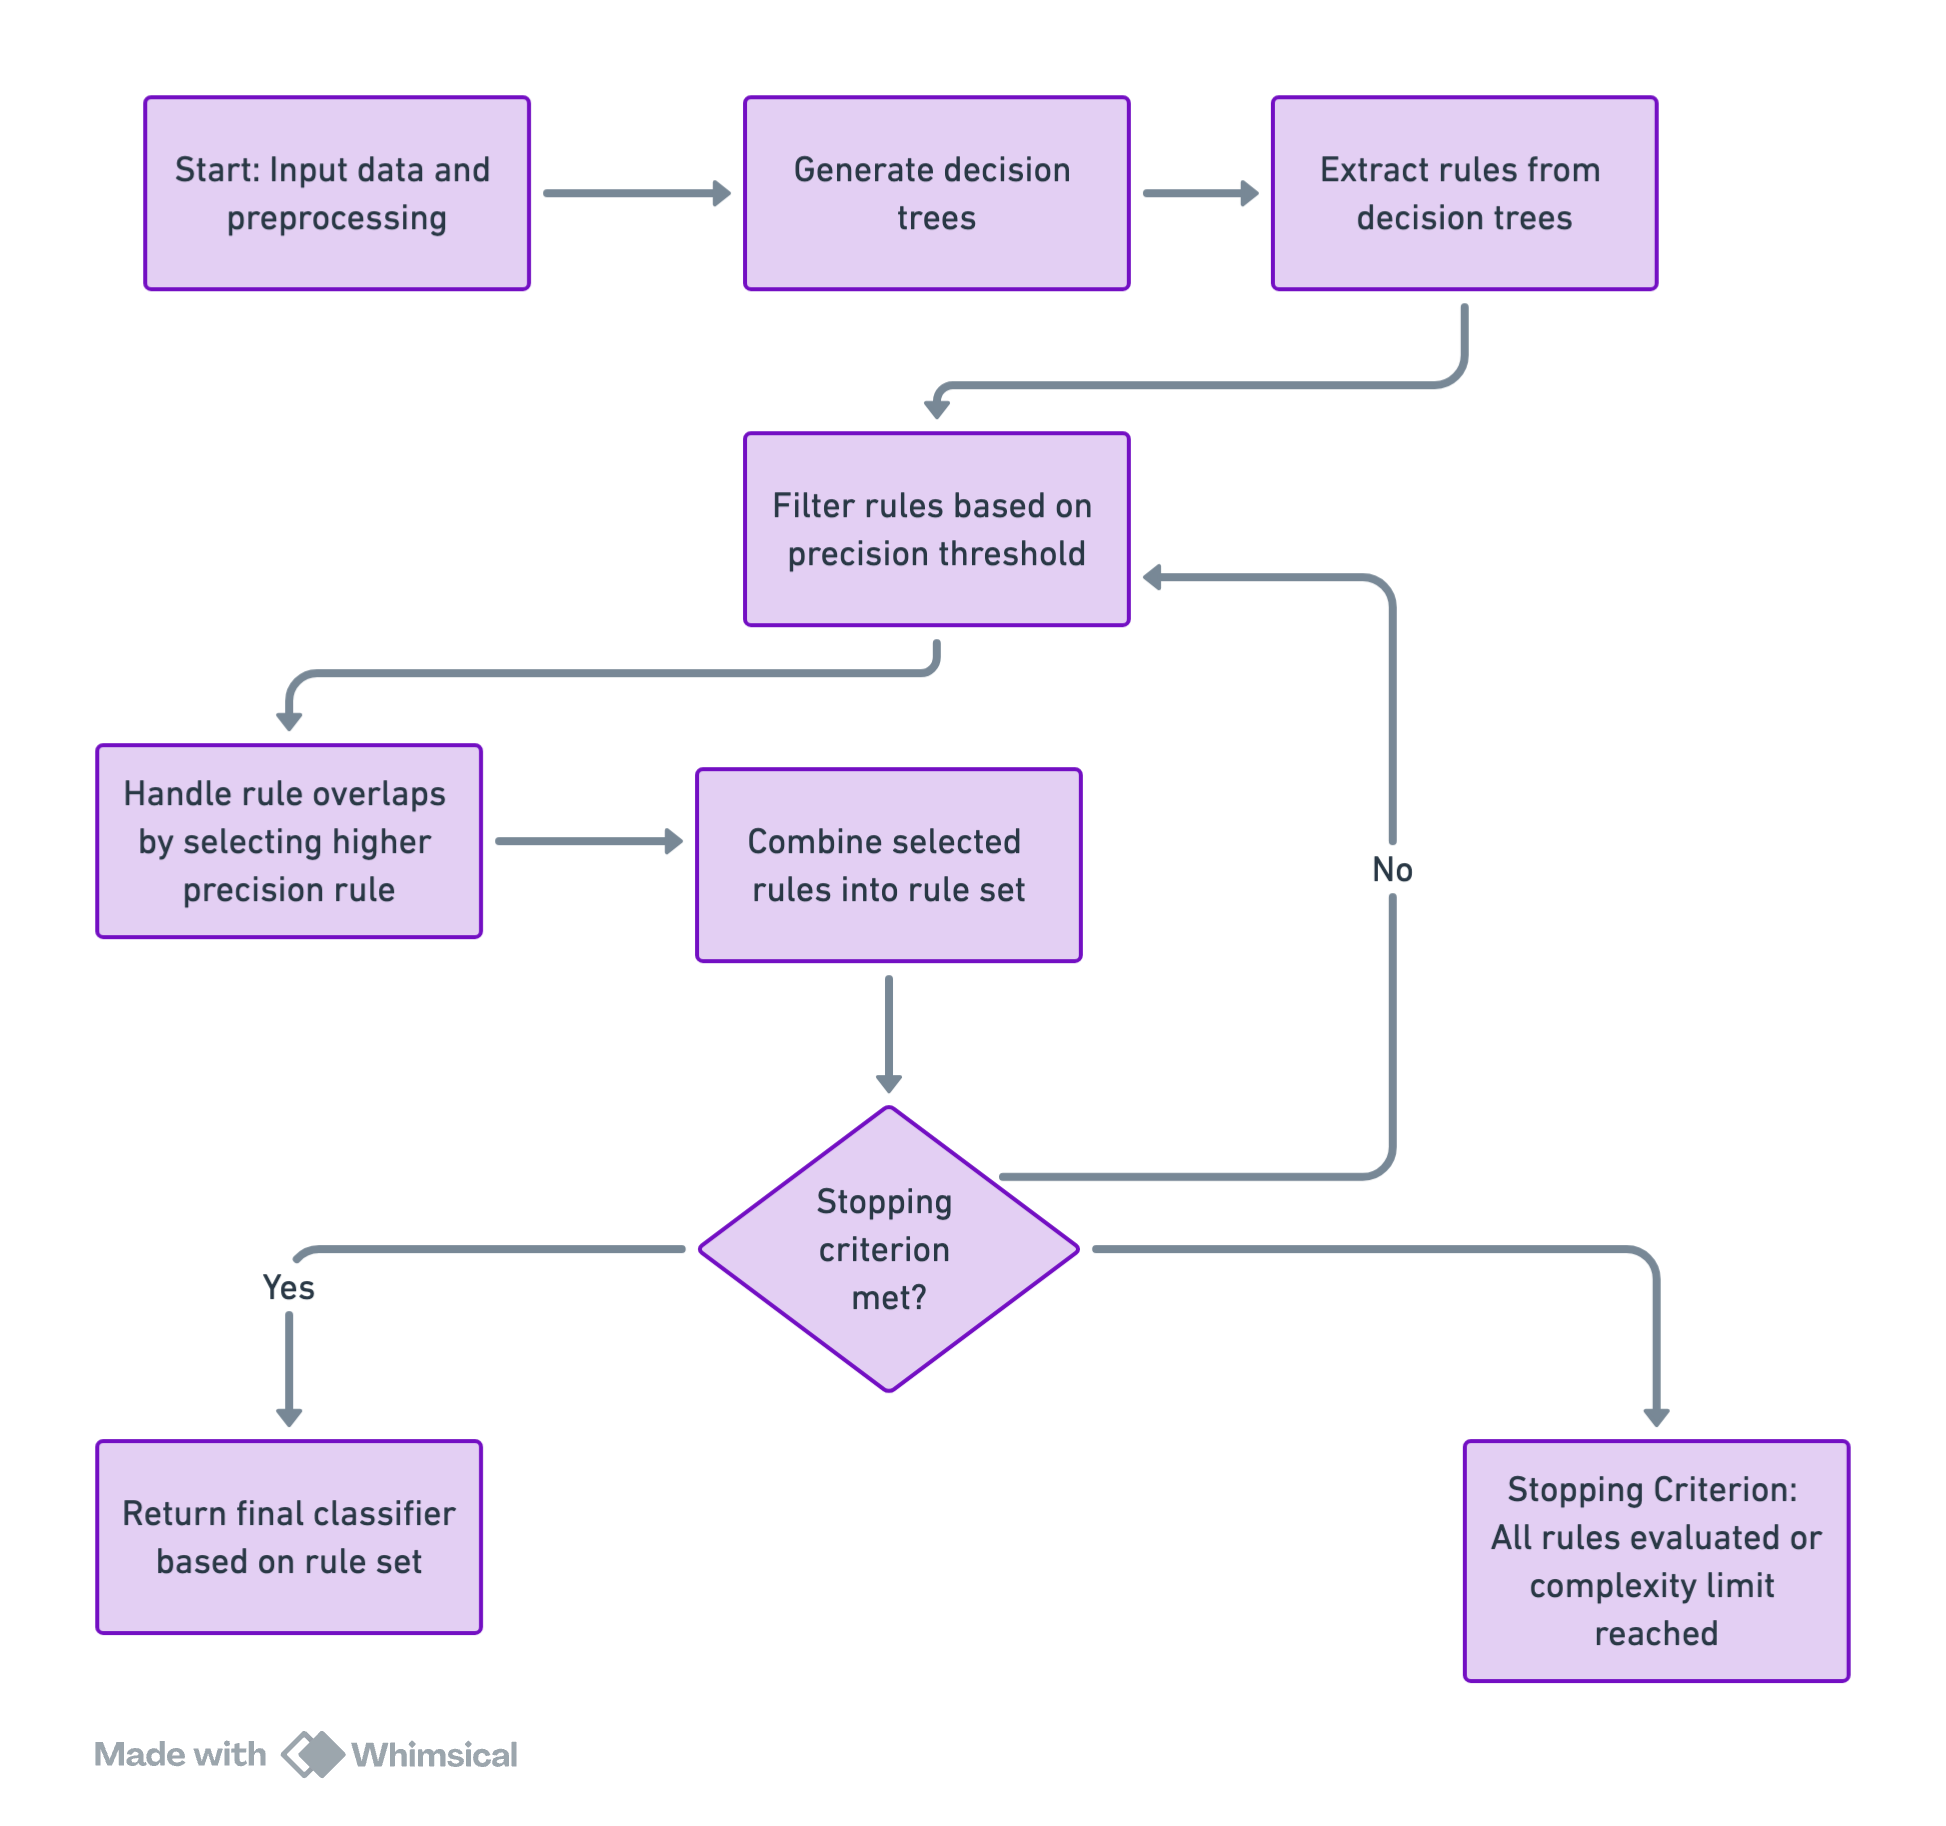 Start: Input data and
preprocessing
Generate decision
trees
Extract rules from
decision trees
Filter rules based on
precision threshold
Handle rule overlaps
by selecting higher
precision rule
Combine selected
rules into rule set
No
Stopping
criterion
met?
Yes
Return final classifier
based on rule set
Stopping Criterion:
All rules evaluated or
complexity limit
reached
Made with Whimsical